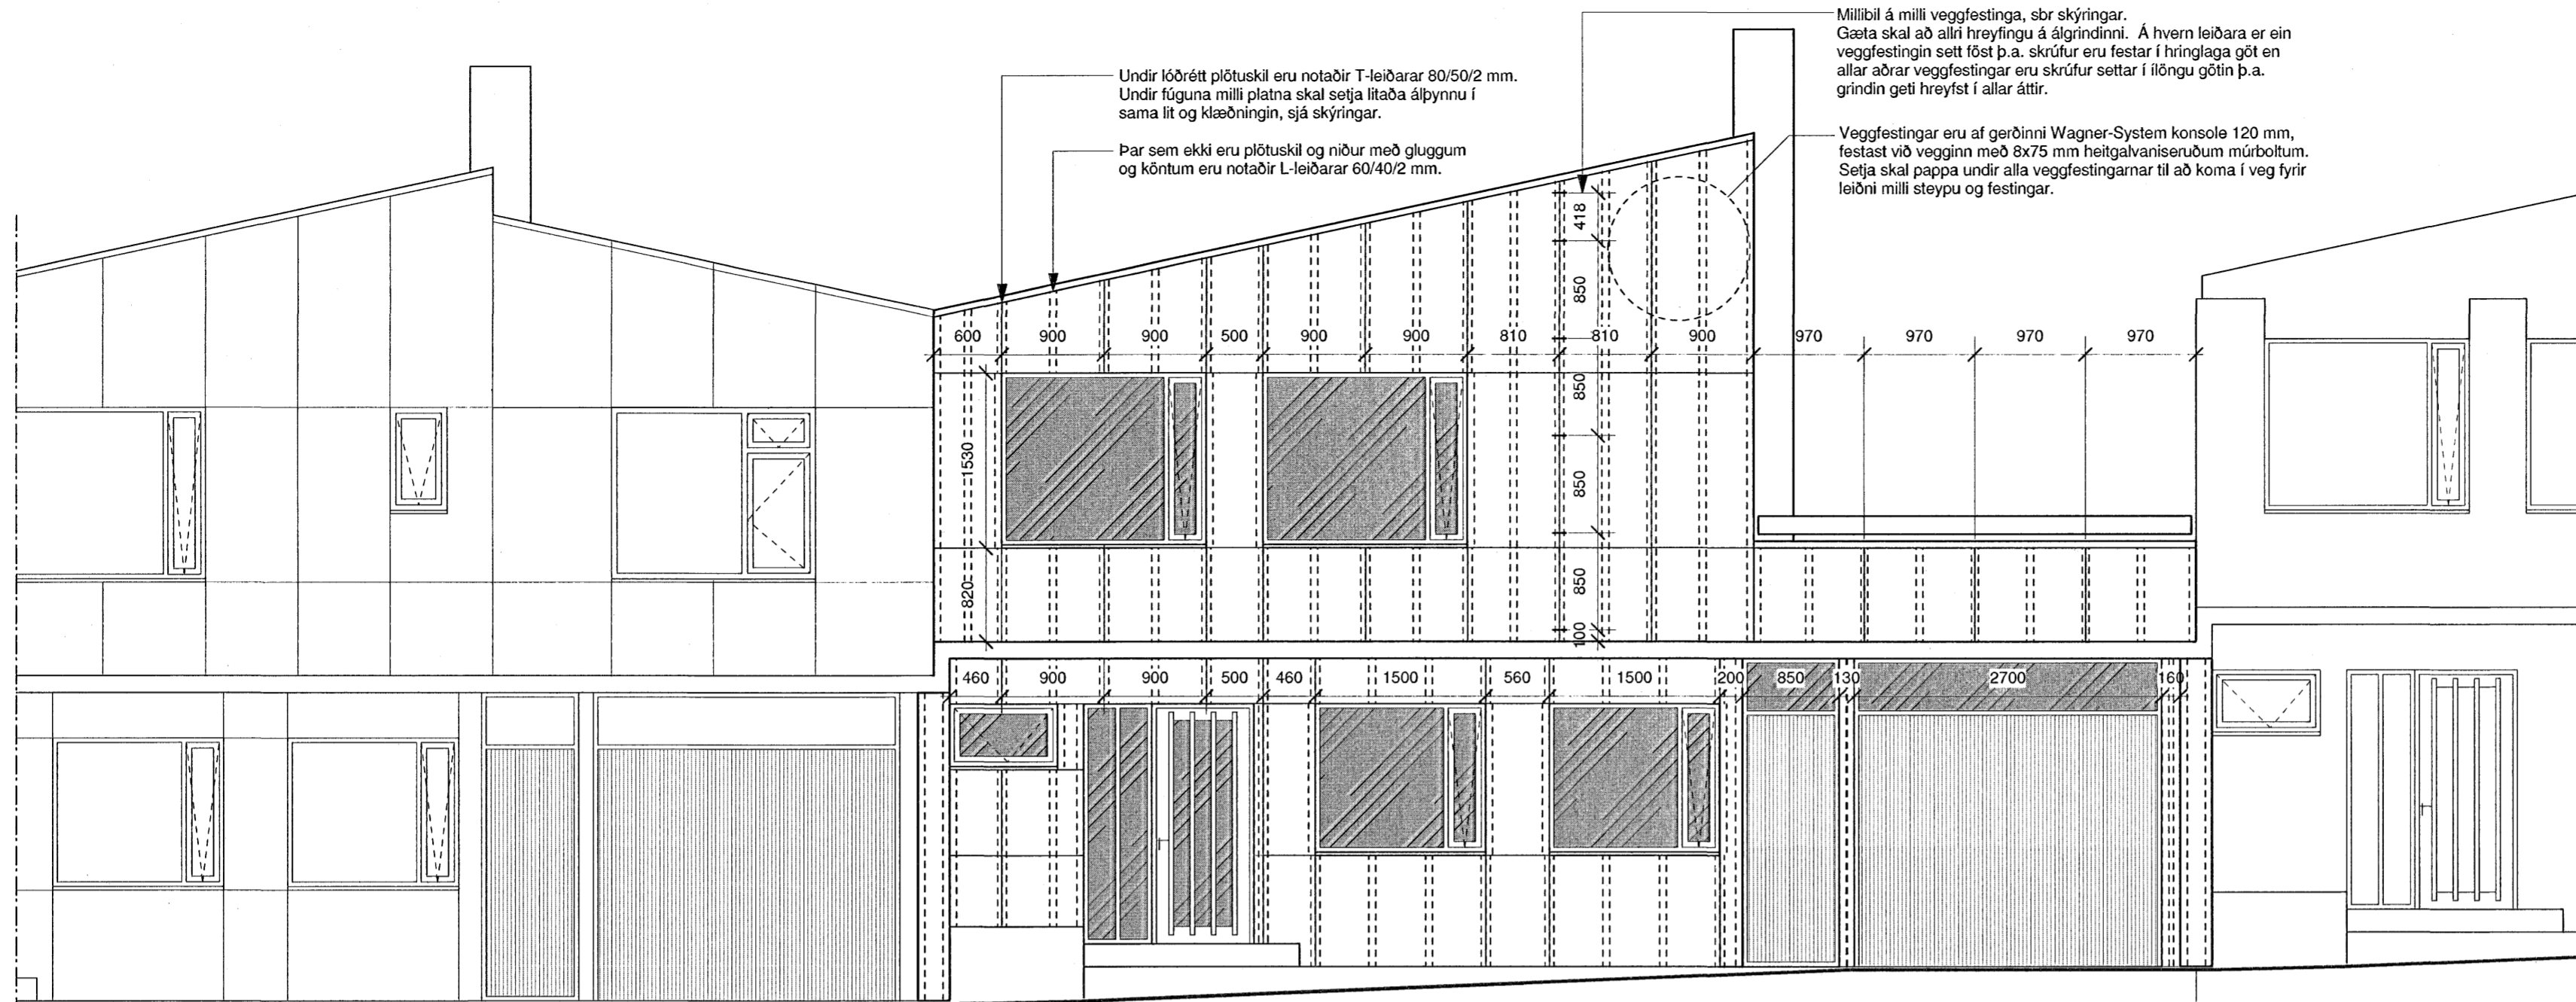 Undir lóðrétt plötuskil eru notaðir T-leiðarar 80/50/2 mm.
Undir fúguna milli platna skal setja litaða álþynnu í
sama lit og klæðningin, sjá skýringar.
Þar sem ekki eru plötuskil og niður með gluggum
og köntum eru notaðir L-leiðarar 60/40/2 mm.
Millibil á milli veggfestinga, sbr skýringar.
Gæta skal að allri hreyfingu á álgrindinni. Á hvern leiðara er ein
veggfestingin sett föst þ.a. skrúfur eru festar í hringlaga göt en
allar aðrar veggfestingar eru skrúfur settar í ílöngu götin þ.a.
grindin geti hreyfst í allar áttir.
Veggfestingar eru af gerðinni Wagner-System konsole 120 mm,
festast við vegginn með 8x75 mm heitgalvaniseruðum múrboltum.
Setja skal pappa undir alla veggfestingarnar til að koma í veg fyrir
leiðni milli steypu og festingar.
418
850
600 900 900 500 900 900 810 810 900 970 970 970 970
850
1530
850
820
850
100
460 900 900 500 460 1500 560 1500 200 850 130 2700 160